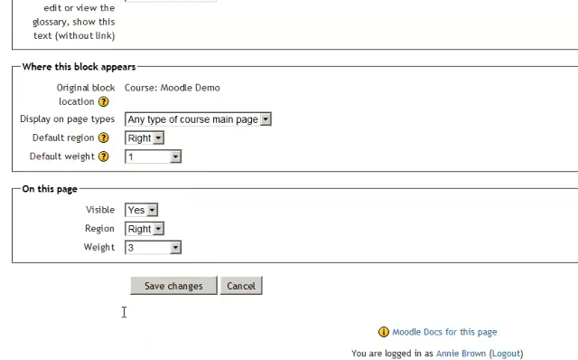 edit or view the
glossary, show this
text (without link)
Where this block appears
Original block location ? Course: Moodle Demo
Display on page types Any type of course main page
Default region ? Right
Default weight ? 1
On this page
Visible Yes
Region Right
Weight 3
Save changes Cancel
i Moodle Docs for this page
You are logged in as Annie Brown (Logout)